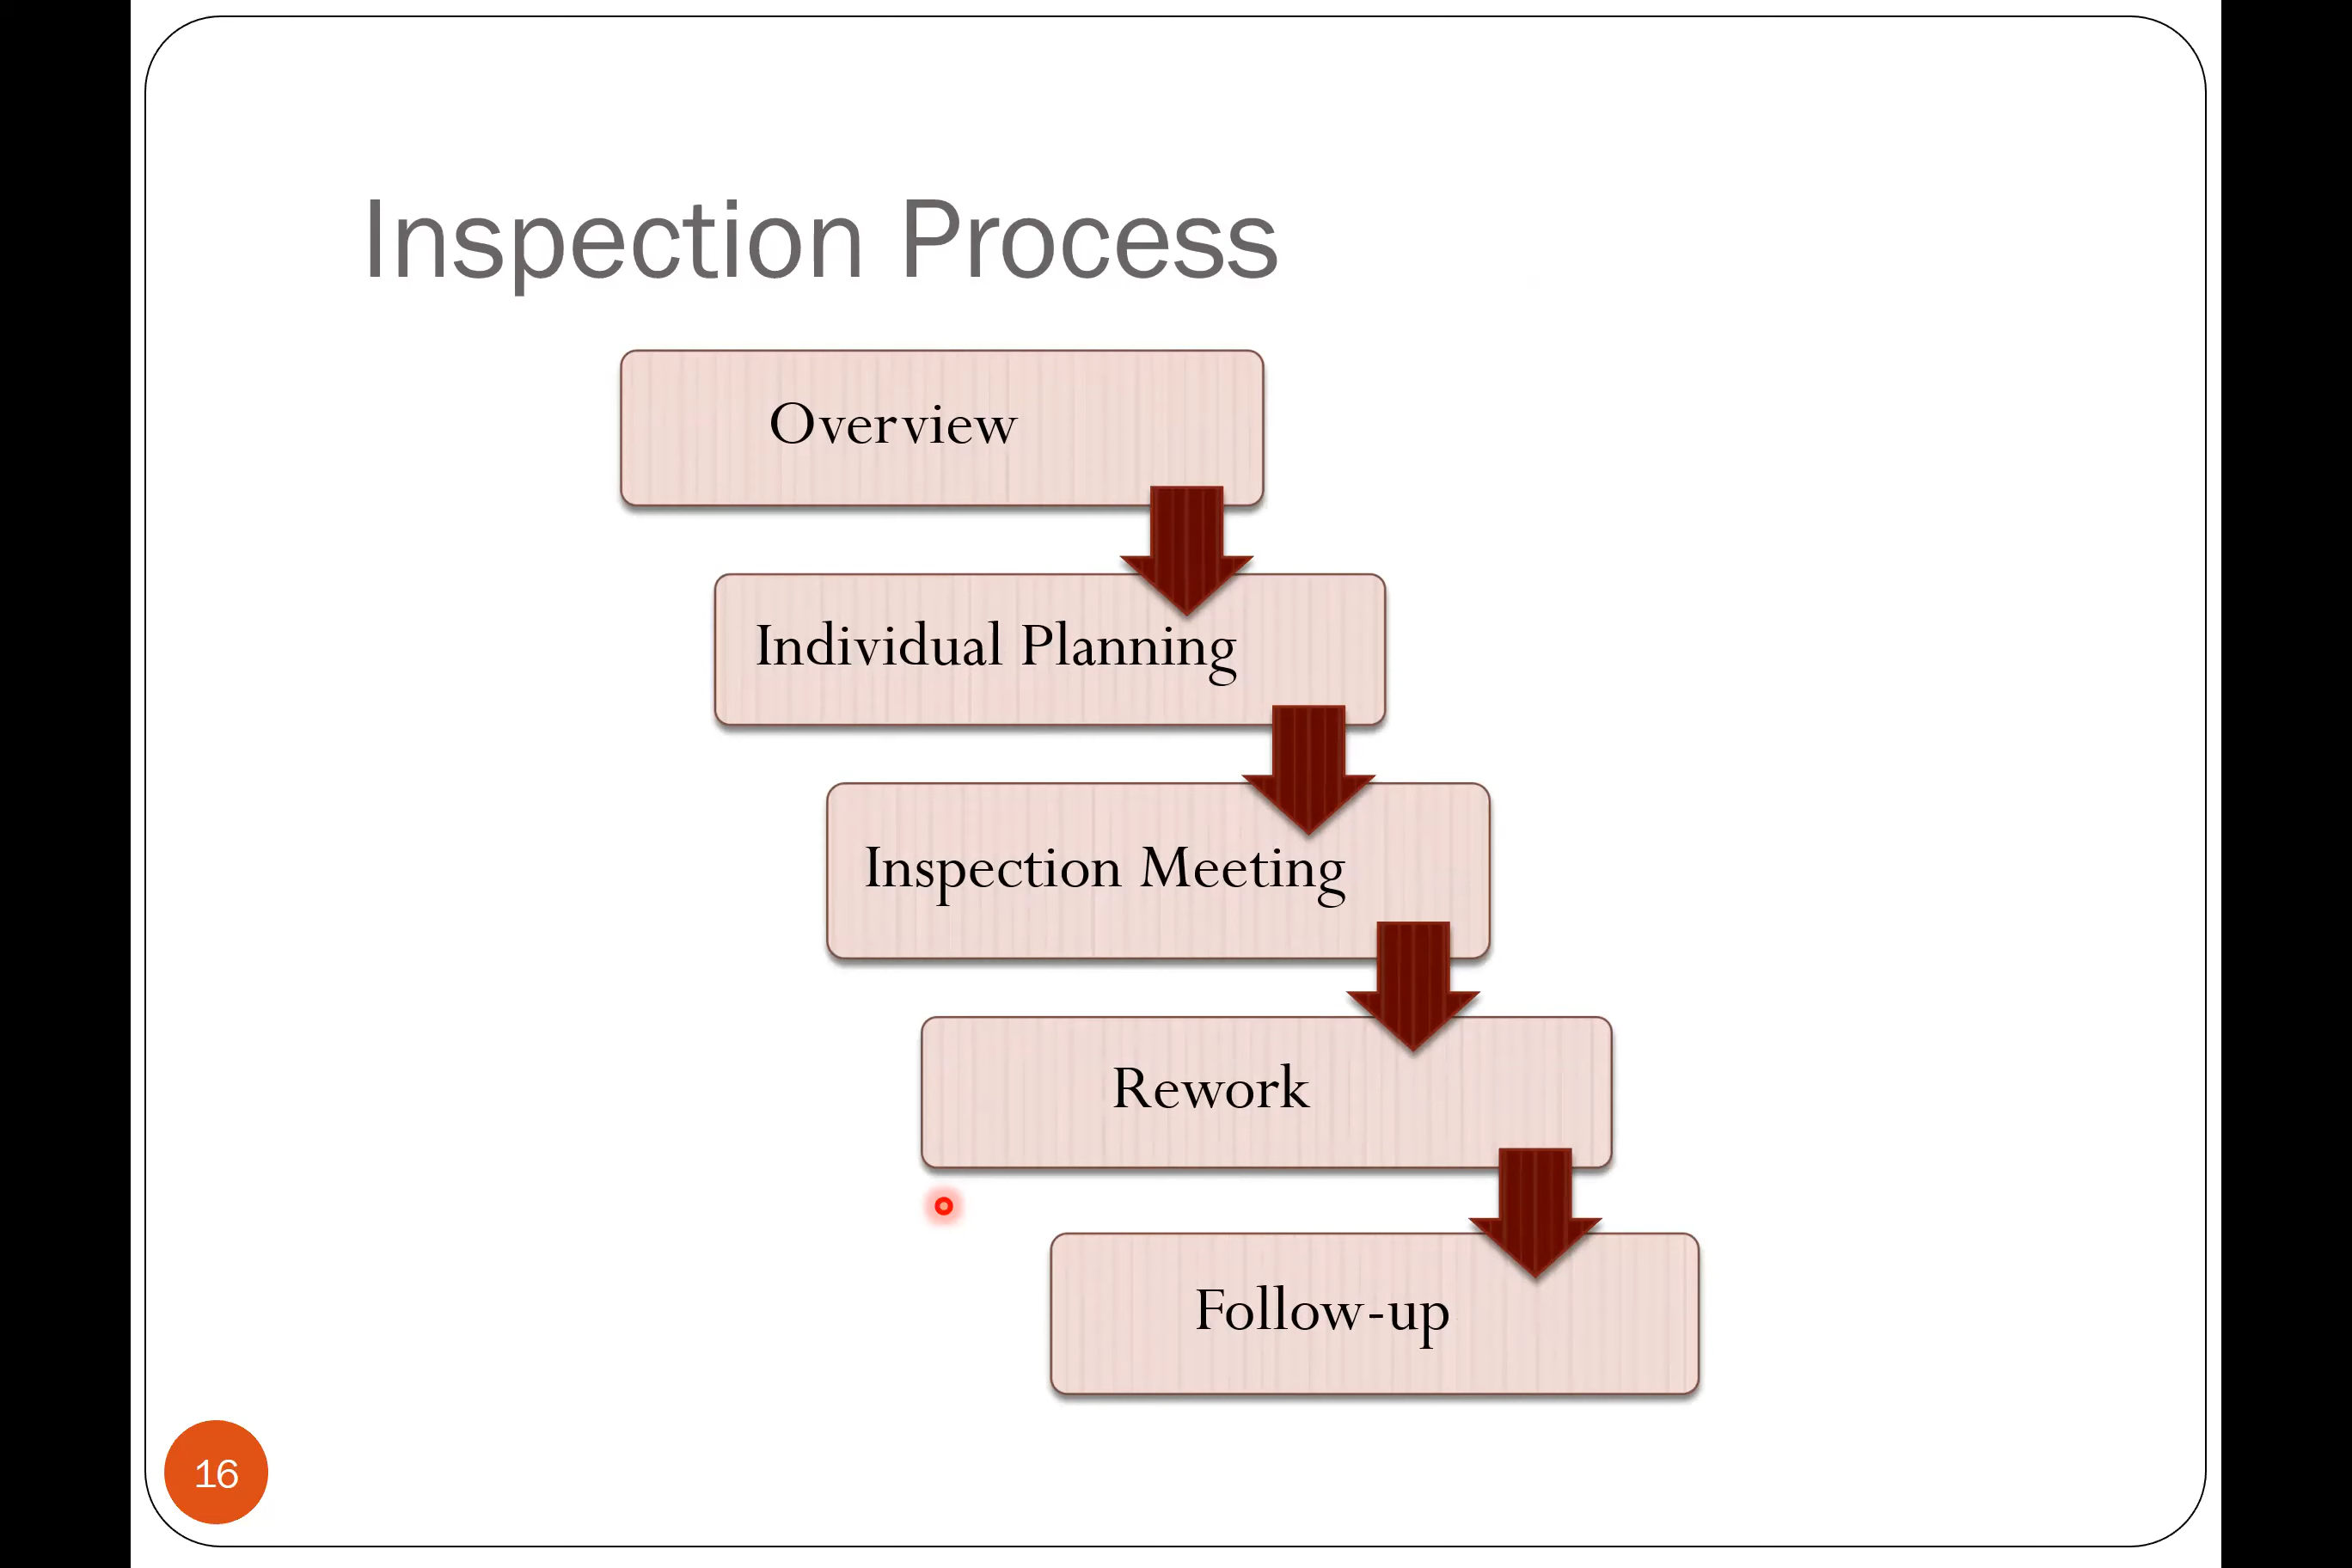 Inspection Process
Overview
Individual Planning
Inspection Meeting
Rework
Follow-up
16